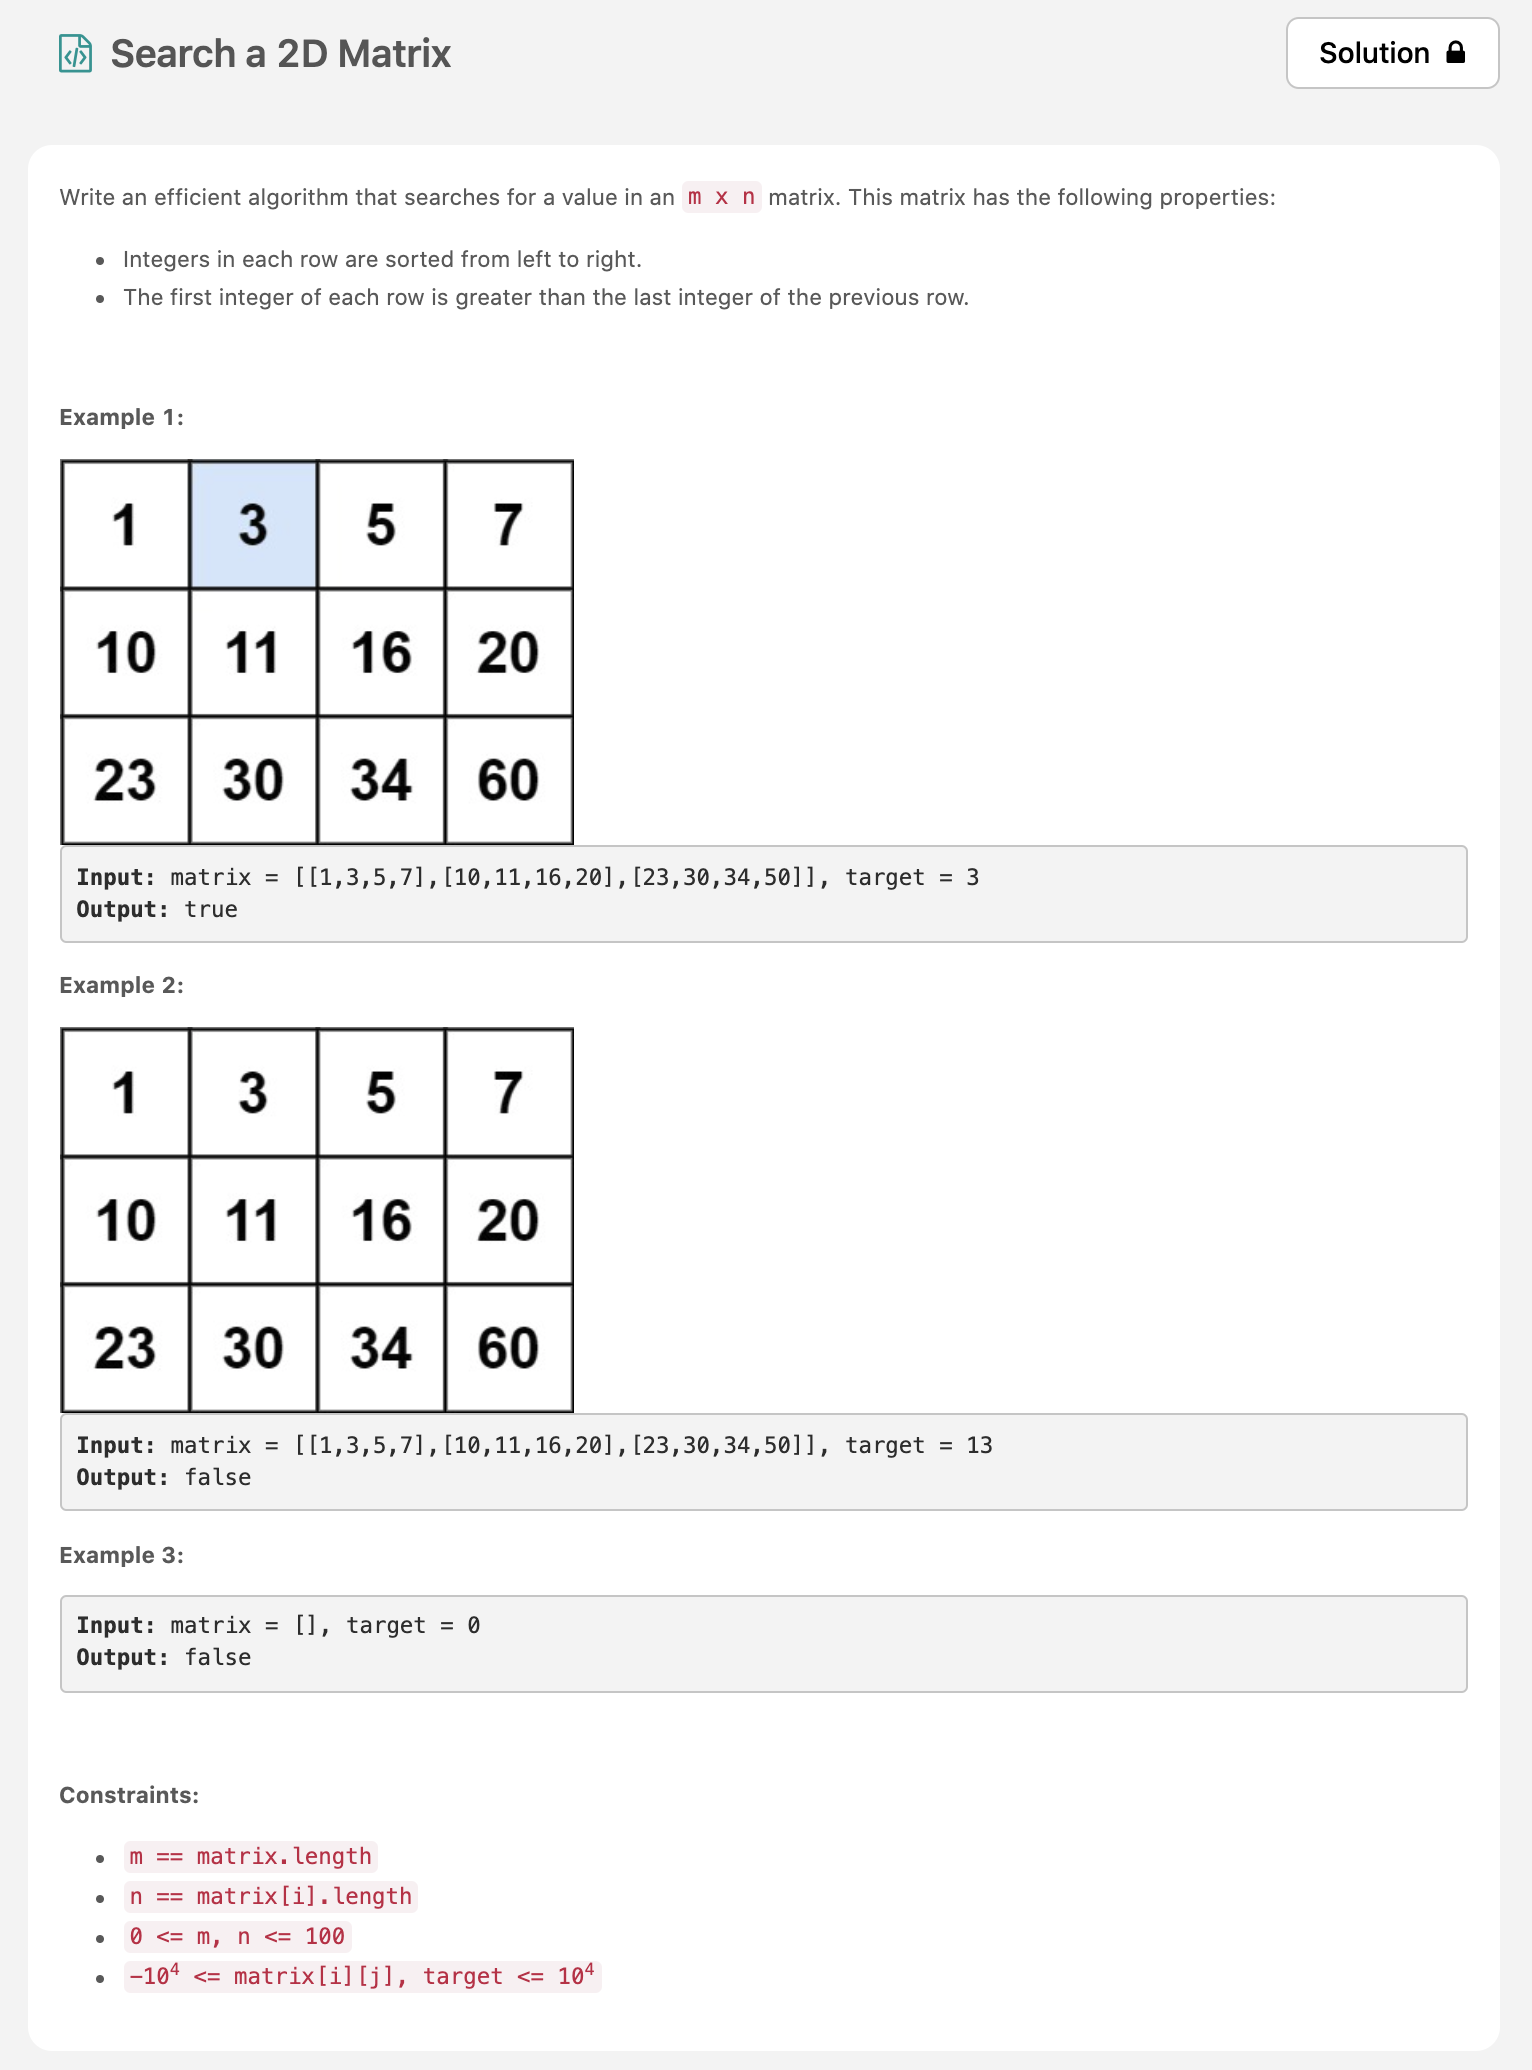 Search a 2D Matrix
Solution
Write an efficient algorithm that searches for a value in an m x n matrix. This matrix has the following properties:
• Integers in each row are sorted from left to right.
• The first integer of each row is greater than the last integer of the previous row.
Example 1:
1 3 5 7
10 11 16 20
23 30 34 60
Input: matrix = [[1,3,5,7],[10,11,16,20],[23,30,34,50]], target = 3
Output: true
Example 2:
1 3 5 7
10 11 16 20
23 30 34 60
Input: matrix = [[1,3,5,7],[10,11,16,20],[23,30,34,50]], target = 13
Output: false
Example 3:
Input: matrix = [], target = 0
Output: false
Constraints:
• m == matrix.length
• n == matrix[i].length
• 0 <= m, n <= 100
• -10⁴ <= matrix[i][j], target <= 10⁴